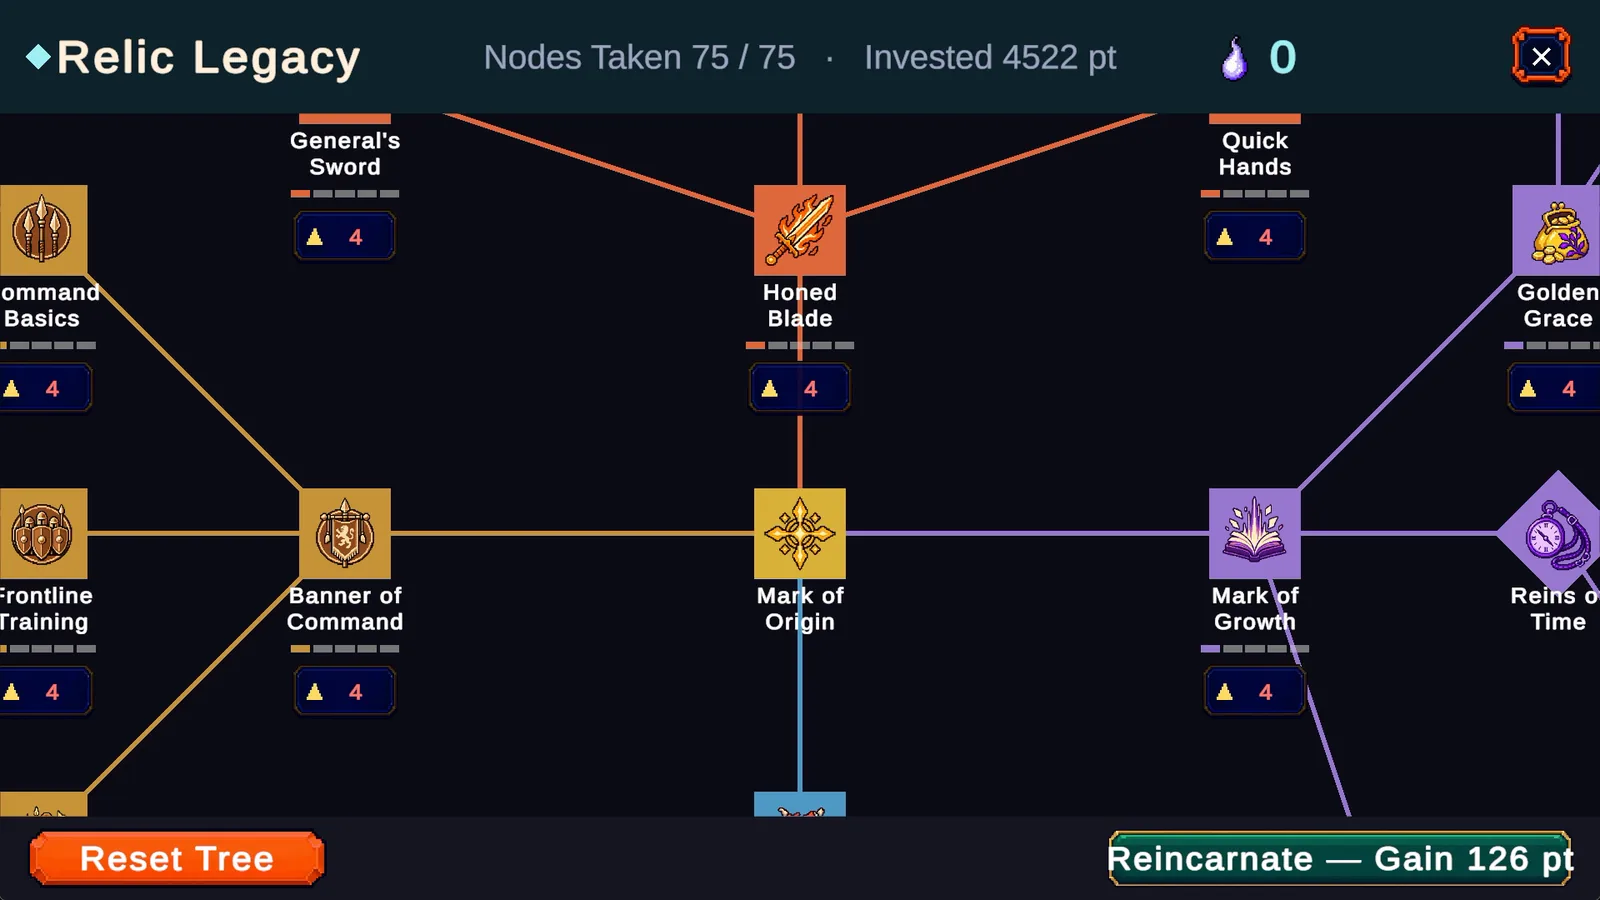 Relic Legacy
Nodes Taken 75 / 75 · Invested 4522 pt
0
General's
Sword
4
Quick
Hands
4
ommand
Basics
4
Honed
Blade
4
Golden
Grace
4
Frontline
Training
4
Banner of
Command
4
Mark of
Origin
Mark of
Growth
4
Reins o
Time
Reset Tree
Reincarnate — Gain 126 pt